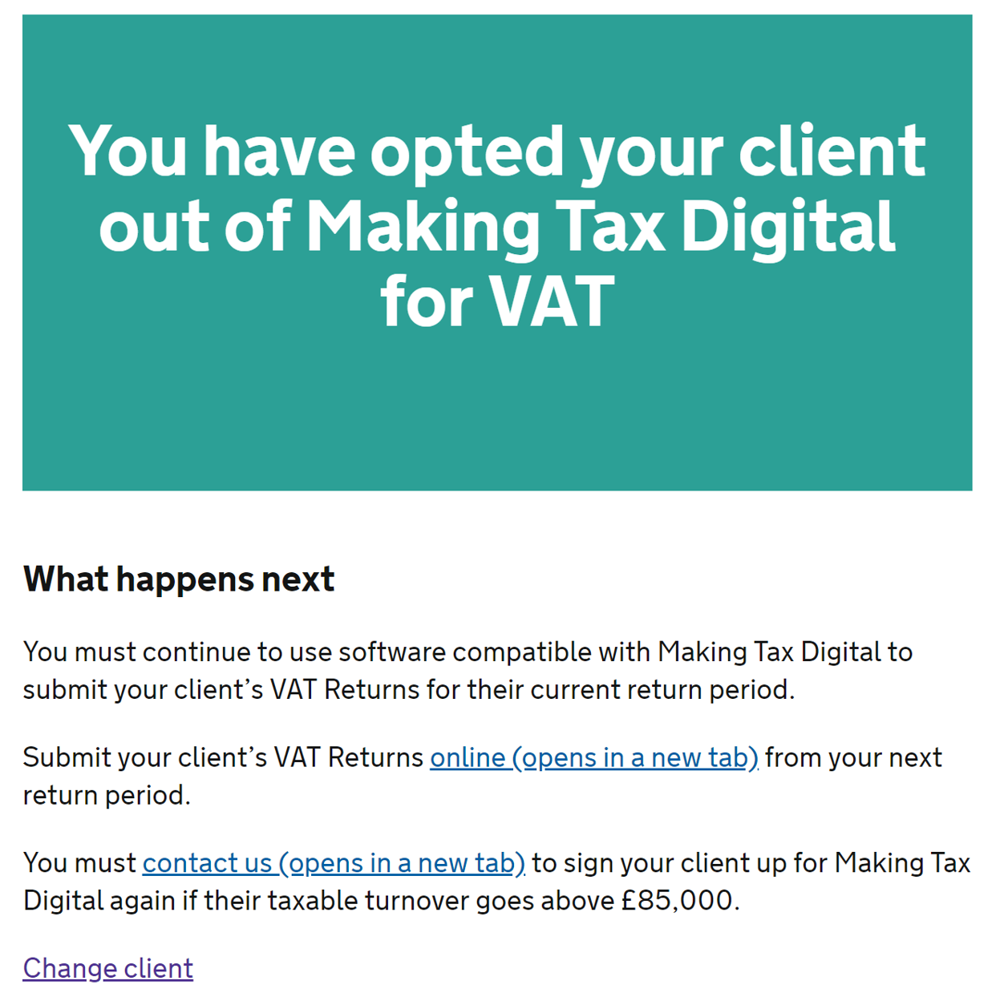 You have opted your client
out of Making Tax Digital
for VAT
What happens next
You must continue to use software compatible with Making Tax Digital to
submit your client’s VAT Returns for their current return period.
Submit your client’s VAT Returns online (opens in a new tab) from your next
return period.
You must contact us (opens in a new tab) to sign your client up for Making Tax
Digital again if their taxable turnover goes above £85,000.
Change client